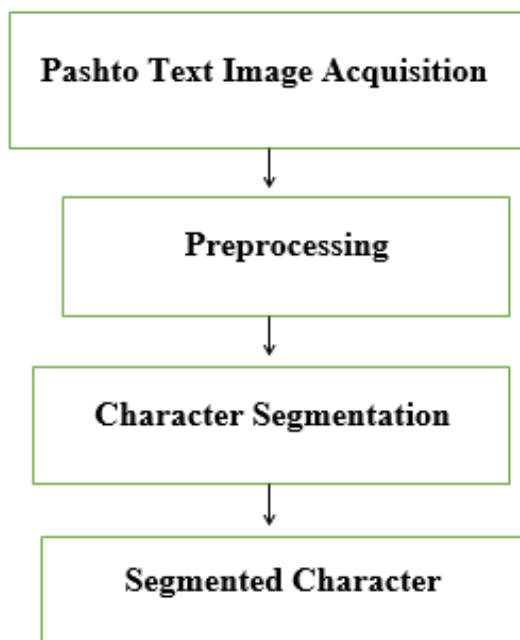 Pashto Text Image Acquisition
Preprocessing
Character Segmentation
Segmented Character